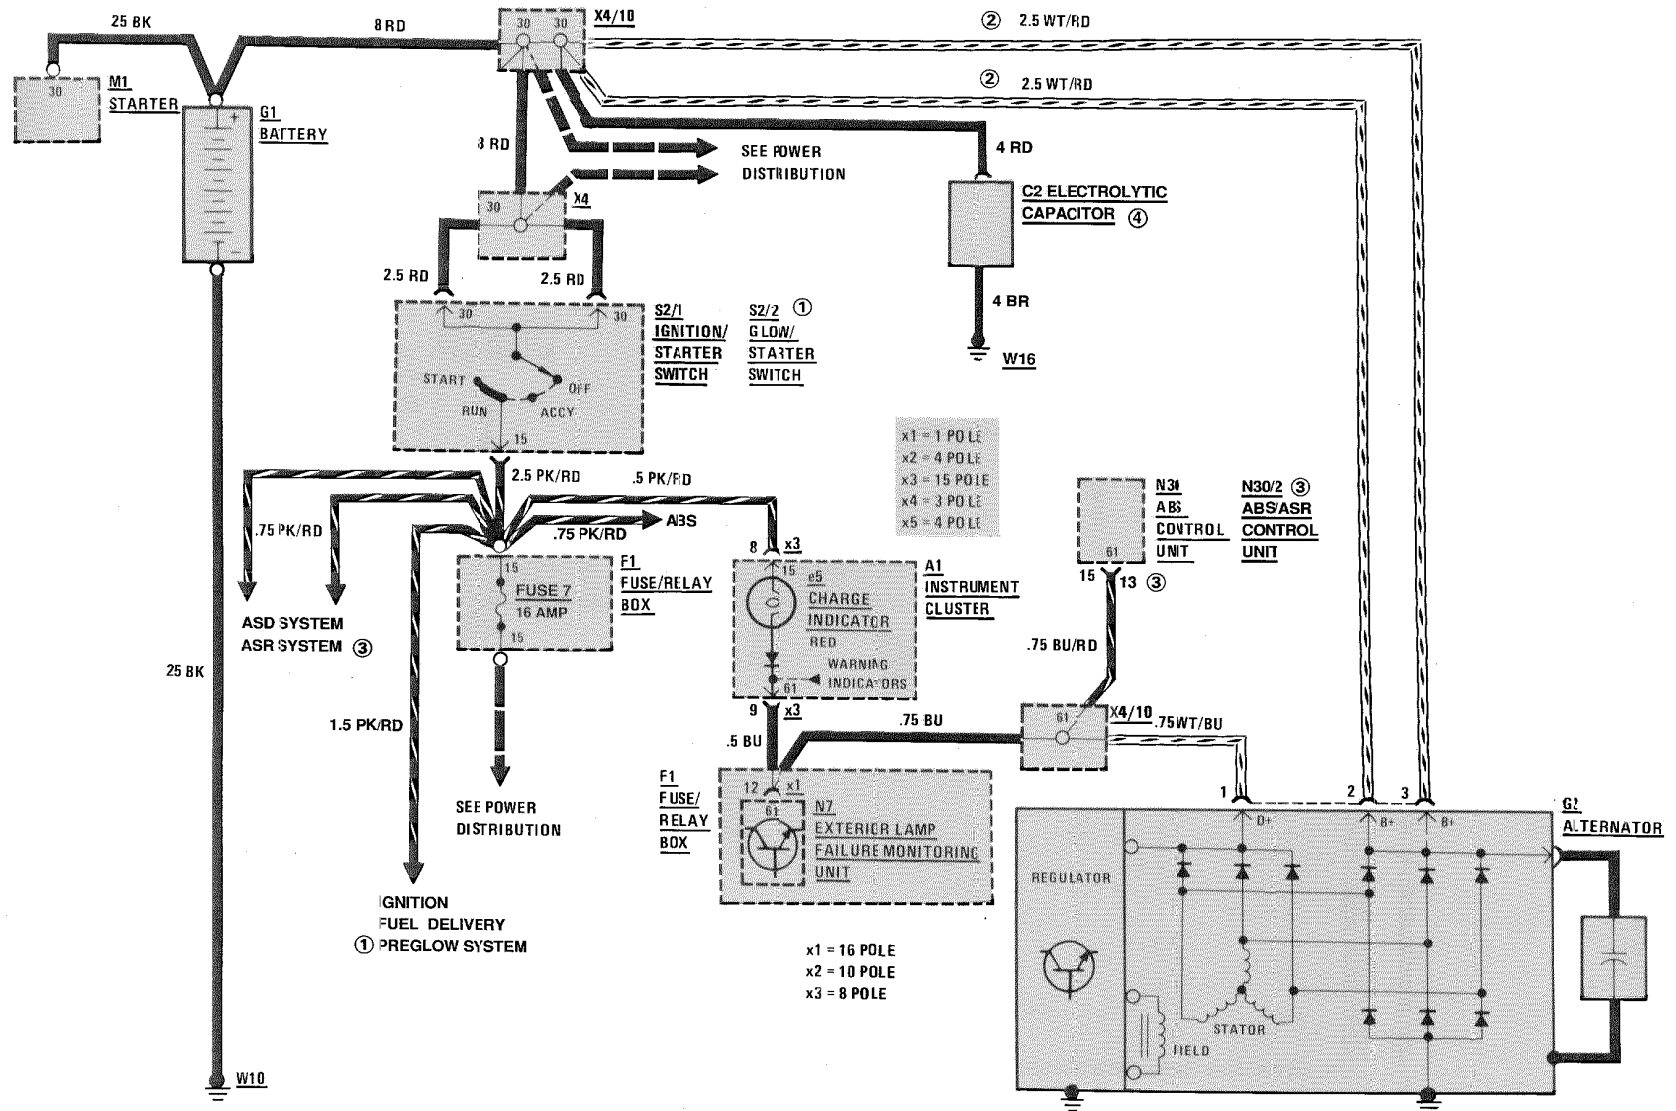 25 BK
8 RD
30 30
X4/10
② 2.5 WT/RD
② 2.5 WT/RD
30
M1
STARTER
+
G1
BATTERY
−
8 RD
SEE POWER
DISTRIBUTION
4 RD
30
X4
C2 ELECTROLYTIC
CAPACITOR ④
2.5 RD
2.5 RD
4 BR
W16
30
30
S2/1
IGNITION/
STARTER
SWITCH
S2/2 ①
GLOW/
STARTER
SWITCH
START
OFF
RUN
ACCY
15
x1 = 1 POLE
x2 = 4 POLE
x3 = 15 POLE
x4 = 3 POLE
x5 = 4 POLE
2.5 PK/RD
.5 PK/RD
.75 PK/RD
ABS
.75 PK/RD
8 x3
15
FUSE 7
16 AMP
15
F1
FUSE/RELAY
BOX
ASD SYSTEM
ASR SYSTEM ③
15
e5
CHARGE
INDICATOR
RED
WARNING
INDICATORS
61
A1
INSTRUMENT
CLUSTER
N30
ABS
CONTROL
UNIT
N30/2 ③
ABS/ASR
CONTROL
UNIT
61
15 13 ③
.75 BU/RD
25 BK
1.5 PK/RD
9 x3
.5 BU
.75 BU
61
X4/10
.75WT/BU
SEE POWER
DISTRIBUTION
F1
FUSE/
RELAY
BOX
12 x1
61
N7
EXTERIOR LAMP
FAILURE MONITORING
UNIT
1 2 3
D+ B+ B+
G2
ALTERNATOR
REGULATOR
STATOR
FIELD
IGNITION
FUEL DELIVERY
① PREGLOW SYSTEM
x1 = 16 POLE
x2 = 10 POLE
x3 = 8 POLE
W10